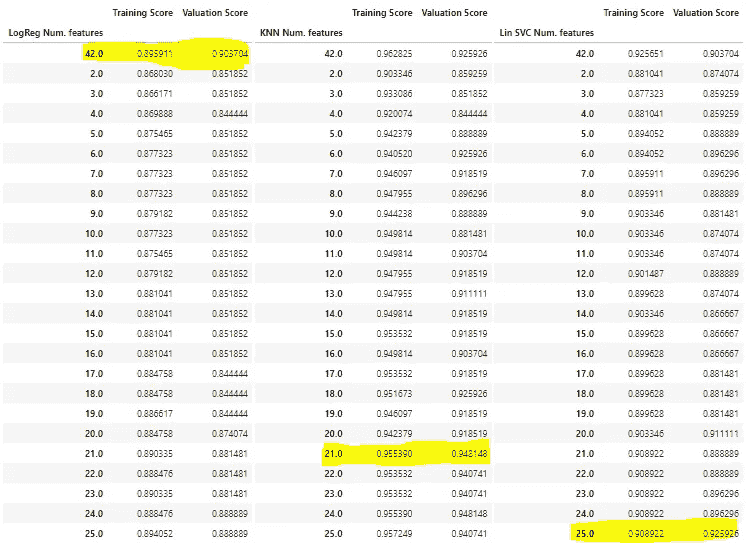 Training Score Valuation Score Training Score Valuation Score Training Score Valuation Score
LogReg Num. features KNN Num. features Lin SVC Num. features
42.0 0.895911 0.903704 42.0 0.962825 0.925926 42.0 0.925651 0.903704
2.0 0.868030 0.851852 2.0 0.903346 0.859259 2.0 0.881041 0.874074
3.0 0.866171 0.851852 3.0 0.933086 0.851852 3.0 0.877323 0.859259
4.0 0.869888 0.844444 4.0 0.920074 0.844444 4.0 0.881041 0.859259
5.0 0.875465 0.851852 5.0 0.942379 0.888889 5.0 0.894052 0.888889
6.0 0.877323 0.851852 6.0 0.940520 0.925926 6.0 0.894052 0.896296
7.0 0.877323 0.851852 7.0 0.946097 0.918519 7.0 0.895911 0.896296
8.0 0.877323 0.851852 8.0 0.947955 0.896296 8.0 0.895911 0.888889
9.0 0.879182 0.851852 9.0 0.944238 0.888889 9.0 0.903346 0.881481
10.0 0.877323 0.851852 10.0 0.949814 0.881481 10.0 0.903346 0.874074
11.0 0.875465 0.851852 11.0 0.949814 0.903704 11.0 0.903346 0.874074
12.0 0.879182 0.851852 12.0 0.947955 0.918519 12.0 0.901487 0.888889
13.0 0.881041 0.851852 13.0 0.947955 0.911111 13.0 0.899628 0.874074
14.0 0.881041 0.851852 14.0 0.949814 0.918519 14.0 0.903346 0.866667
15.0 0.881041 0.851852 15.0 0.953532 0.918519 15.0 0.899628 0.866667
16.0 0.881041 0.851852 16.0 0.949814 0.903704 16.0 0.899628 0.866667
17.0 0.884758 0.844444 17.0 0.953532 0.918519 17.0 0.899628 0.881481
18.0 0.884758 0.844444 18.0 0.951673 0.925926 18.0 0.899628 0.881481
19.0 0.886617 0.844444 19.0 0.946097 0.918519 19.0 0.899628 0.881481
20.0 0.884758 0.874074 20.0 0.942379 0.918519 20.0 0.903346 0.911111
21.0 0.890335 0.881481 21.0 0.955390 0.948148 21.0 0.908922 0.888889
22.0 0.888476 0.881481 22.0 0.953532 0.940741 22.0 0.908922 0.888889
23.0 0.890335 0.881481 23.0 0.953532 0.940741 23.0 0.908922 0.896296
24.0 0.888476 0.888889 24.0 0.955390 0.948148 24.0 0.908922 0.896296
25.0 0.894052 0.888889 25.0 0.957249 0.940741 25.0 0.908922 0.925926